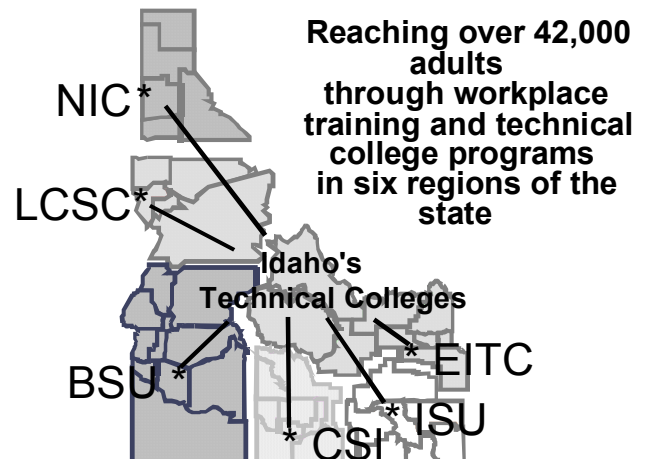 Reaching over 42,000
adults
through workplace
training and technical
college programs
in six regions of the
state
NIC*
LCSC*
Idaho's
Technical Colleges
* EITC
BSU *
* ISU
* CSI